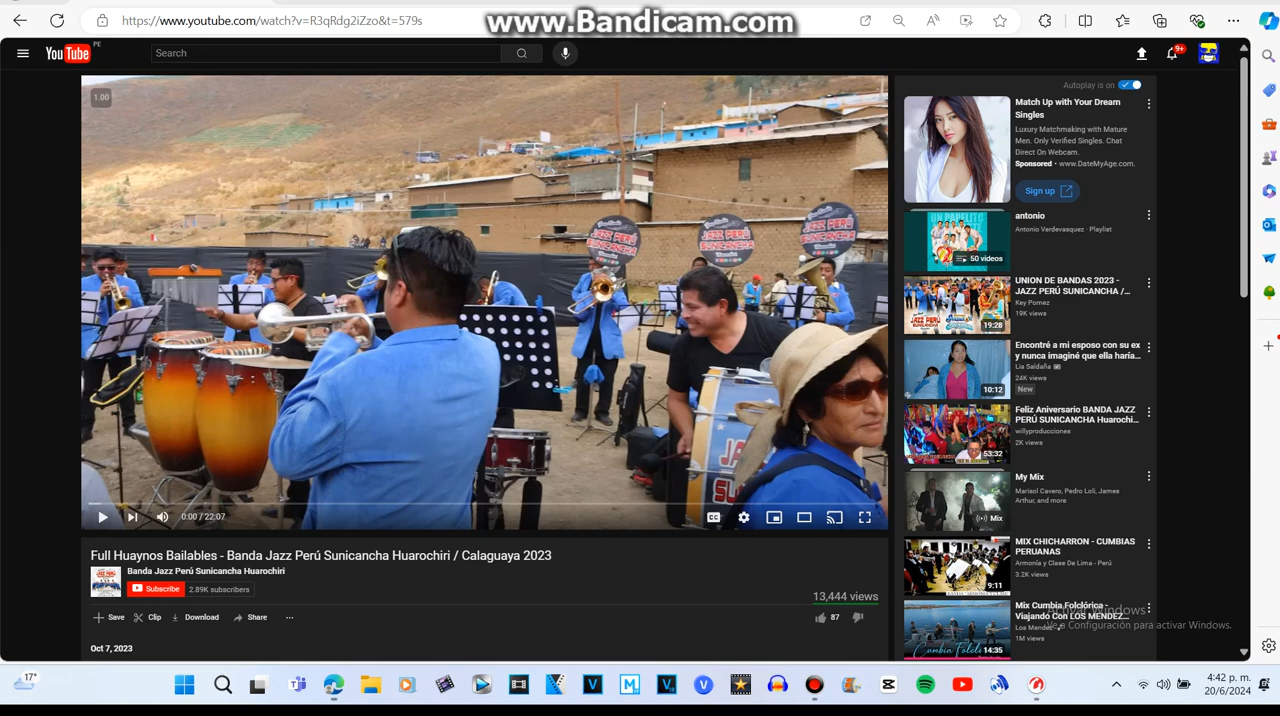 https://www.youtube.com/watch?v=R3qRdg2iZzo&t=579s
www.Bandicam.com
YouTube PE
Search
9+
1.00
JAZZ PERÚ
SUNICANCHA
JAZZ PERÚ
SUNICANCHA
JAZZ PERÚ
SUNICANCHA
0:00 / 22:07
CC
Full Huaynos Bailables - Banda Jazz Perú Sunicancha Huarochiri / Calaguaya 2023
Banda Jazz Perú Sunicancha Huarochiri
Subscribe
2.89K subscribers
13,444 views
Save
Clip
Download
Share
87
Oct 7, 2023
Autoplay is on
Match Up with Your Dream
Singles
Luxury Matchmaking with Mature
Men. Only Verified Singles. Chat
Direct On Webcam.
Sponsored • www.DateMyAge.com.
Sign up
UN PAPELITO
50 videos
antonio
Antonio Verdevasquez · Playlist
19:28
UNION DE BANDAS 2023 -
JAZZ PERÚ SUNICANCHA /...
Key Pomez
19K views
10:12
Encontré a mi esposo con su ex
y nunca imaginé que ella haría...
Lia Saldaña
24K views
New
53:32
Feliz Aniversario BANDA JAZZ
PERÚ SUNICANCHA Huarochi...
willyproducciones
2K views
Mix
My Mix
Marisol Cavero, Pedro Loli, James
Arthur, and more
9:11
MIX CHICHARRON - CUMBIAS
PERUANAS
Armonía y Clase De Lima - Perú
3.2K views
14:35
Mix Cumbia Folclórica -
Viajando Con LOS MENDEZ...
Los Mendez
1M views
Activar Windows
Ve a Configuración para activar Windows.
17°
4:42 p. m.
20/6/2024